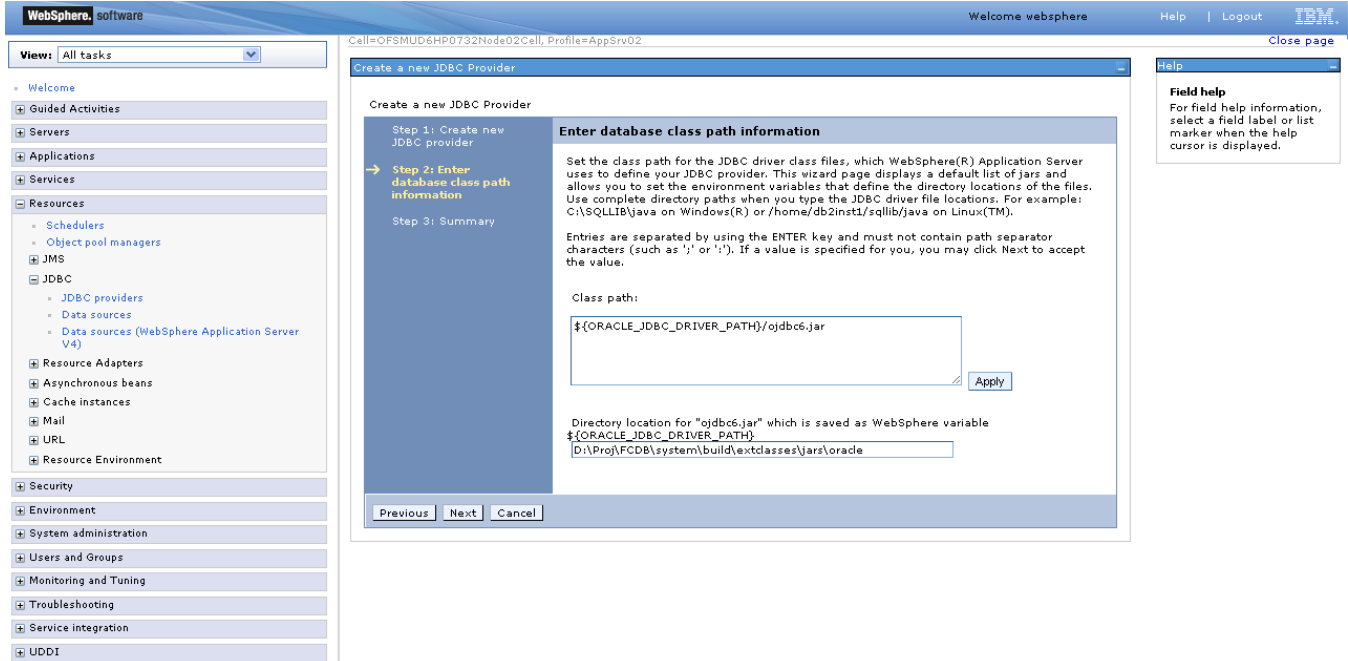 WebSphere. software
Welcome websphere
Help | Logout
IBM.
View: All tasks
Cell=OFSMUD6HP0732Node02Cell, Profile=AppSrv02
Close page
Welcome
Guided Activities
Servers
Applications
Services
Resources
Schedulers
Object pool managers
JMS
JDBC
JDBC providers
Data sources
Data sources (WebSphere Application Server
V4)
Resource Adapters
Asynchronous beans
Cache instances
Mail
URL
Resource Environment
Security
Environment
System administration
Users and Groups
Monitoring and Tuning
Troubleshooting
Service integration
UDDI
Create a new JDBC Provider
Create a new JDBC Provider
Step 1: Create new
JDBC provider
Step 2: Enter
database class path
information
Step 3: Summary
Enter database class path information
Set the class path for the JDBC driver class files, which WebSphere(R) Application Server
uses to define your JDBC provider. This wizard page displays a default list of jars and
allows you to set the environment variables that define the directory locations of the files.
Use complete directory paths when you type the JDBC driver file locations. For example:
C:\SQLLIB\java on Windows(R) or /home/db2inst1/sqllib/java on Linux(TM).
Entries are separated by using the ENTER key and must not contain path separator
characters (such as ';' or ':'). If a value is specified for you, you may click Next to accept
the value.
Class path:
${ORACLE_JDBC_DRIVER_PATH}/ojdbc6.jar
Apply
Directory location for "ojdbc6.jar" which is saved as WebSphere variable
${ORACLE_JDBC_DRIVER_PATH}
D:\Proj\FCDB\system\build\extclasses\jars\oracle
Previous Next Cancel
Help
Field help
For field help information,
select a field label or list
marker when the help
cursor is displayed.